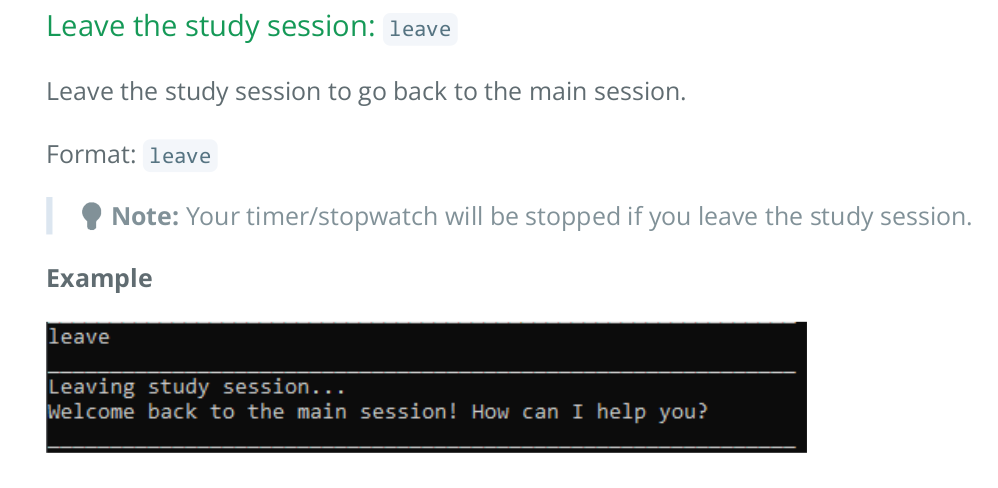 Leave the study session: leave
Leave the study session to go back to the main session.
Format: leave
Note: Your timer/stopwatch will be stopped if you leave the study session.
Example
leave
Leaving study session...
Welcome back to the main session! How can I help you?